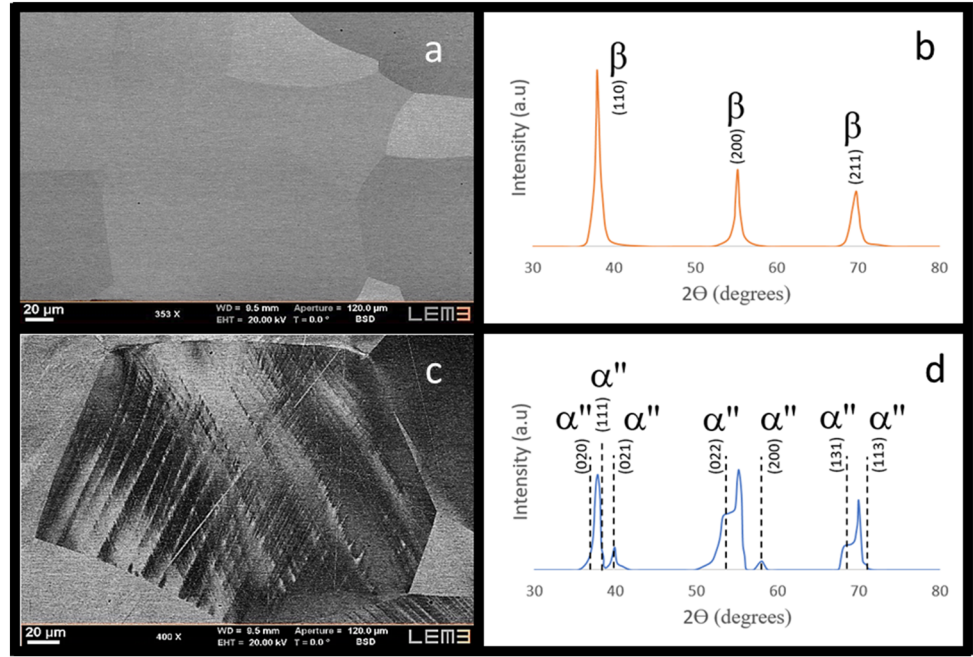 a
20 µm
353 X
WD = 8.5 mm Aperture = 120.0 µm
EHT = 20.00 kV T = 0.0 ° BSD
LEM3
b
Intensity (a.u)
β
(110)
β
(200)
β
(211)
30 40 50 60 70 80
2Θ (degrees)
c
20 µm
400 X
WD = 8.5 mm Aperture = 120.0 µm
EHT = 20.00 kV T = 0.0 ° BSD
LEM3
d
Intensity (a.u)
α"
(020)
α"
(111)
α"
(021)
α"
(022)
α"
(200)
α"
(131)
α"
(113)
30 40 50 60 70 80
2Θ (degrees)